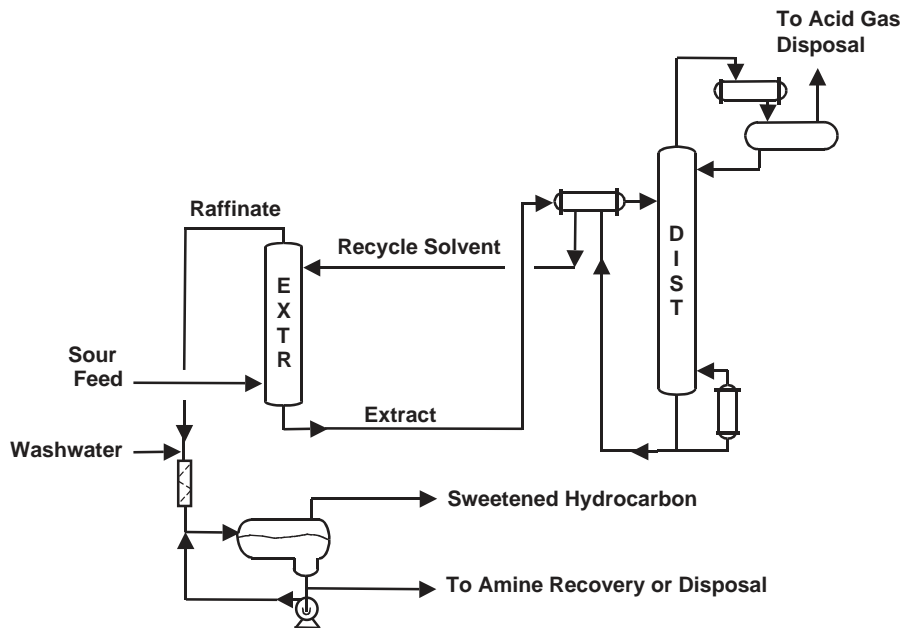 To Acid Gas
Disposal
Raffinate
Recycle Solvent
E
X
T
R
D
I
S
T
Sour
Feed
Extract
Washwater
Sweetened Hydrocarbon
To Amine Recovery or Disposal